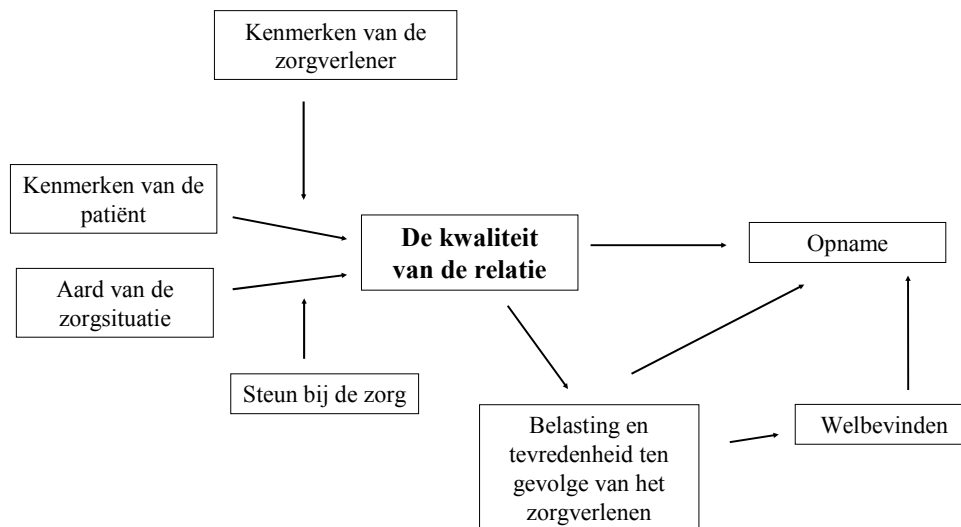 Kenmerken van de
zorgverlener
Kenmerken van de
patiënt
De kwaliteit
van de relatie
Opname
Aard van de
zorgsituatie
Steun bij de zorg
Belasting en
tevredenheid ten
gevolge van het
zorgverlenen
Welbevinden